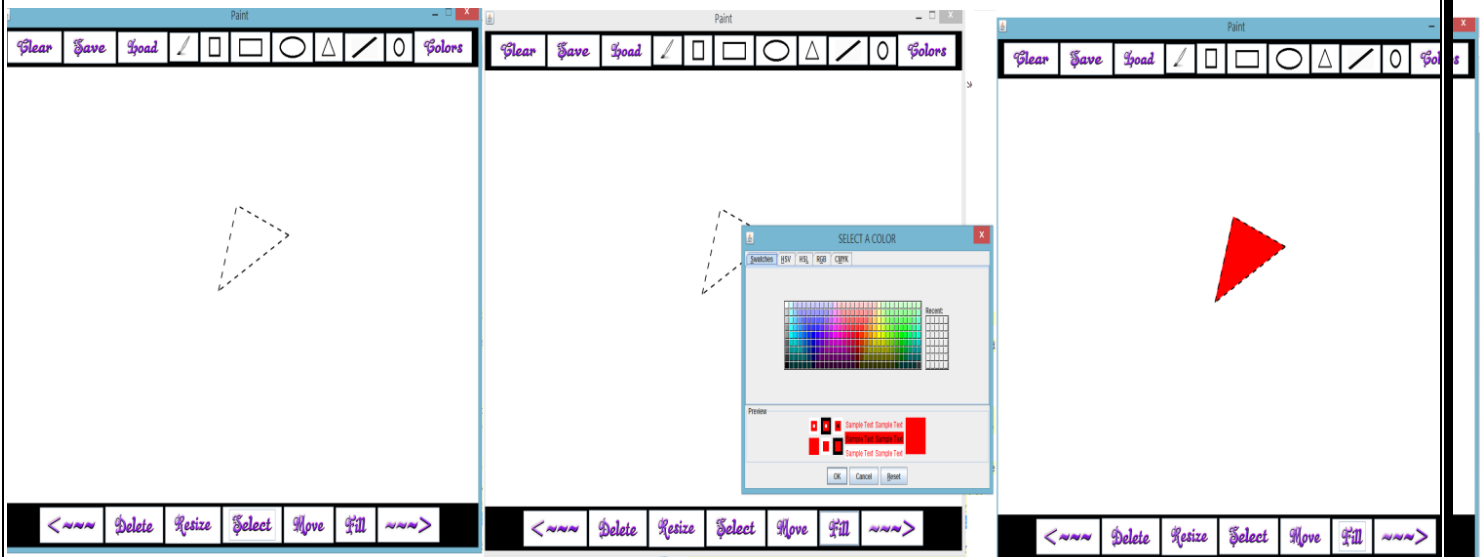 Paint
Clear Save Load Colors
<~~~ Delete Resize Select Move Fill ~~~>
Paint
Clear Save Load Colors
SELECT A COLOR
Swatches HSV HSL RGB CMYK
Recent:
Preview
Sample Text Sample Text
Sample Text Sample Text
Sample Text Sample Text
OK Cancel Reset
<~~~ Delete Resize Select Move Fill ~~~>
Paint
Clear Save Load
<~~~ Delete Resize Select Move Fill ~~~>